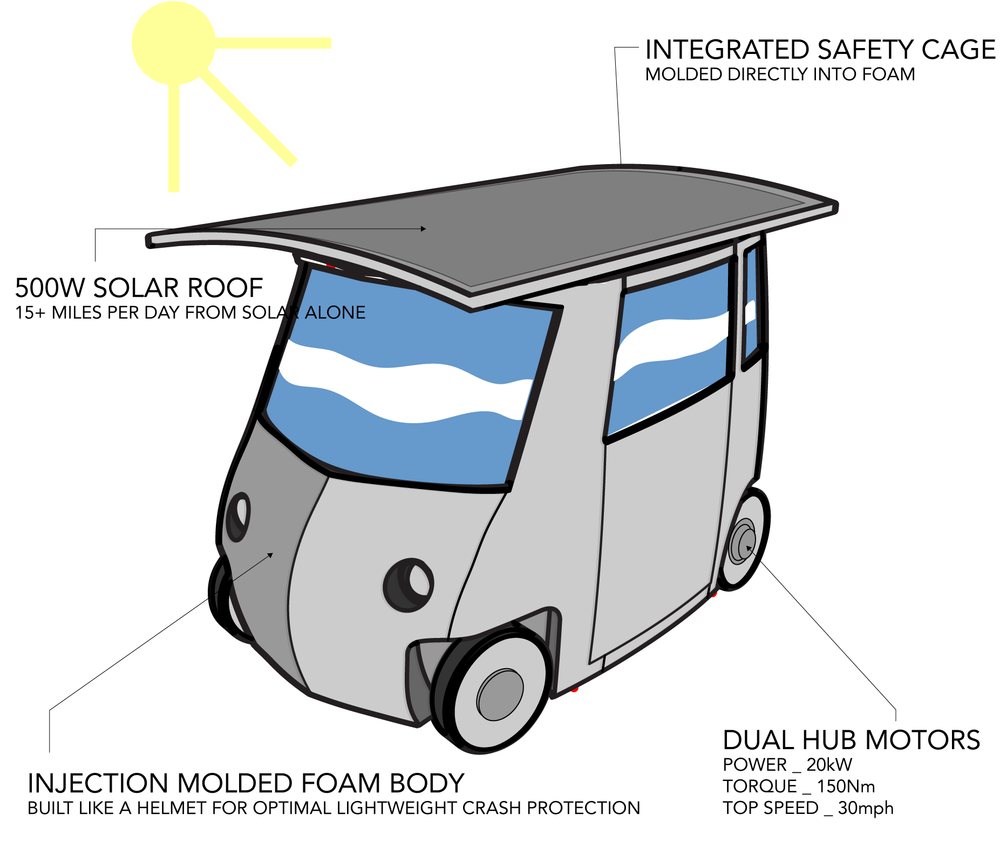 INTEGRATED SAFETY CAGE
MOLDED DIRECTLY INTO FOAM
500W SOLAR ROOF
15+ MILES PER DAY FROM SOLAR ALONE
INJECTION MOLDED FOAM BODY
BUILT LIKE A HELMET FOR OPTIMAL LIGHTWEIGHT CRASH PROTECTION
DUAL HUB MOTORS
POWER _ 20kW
TORQUE _ 150Nm
TOP SPEED _ 30mph